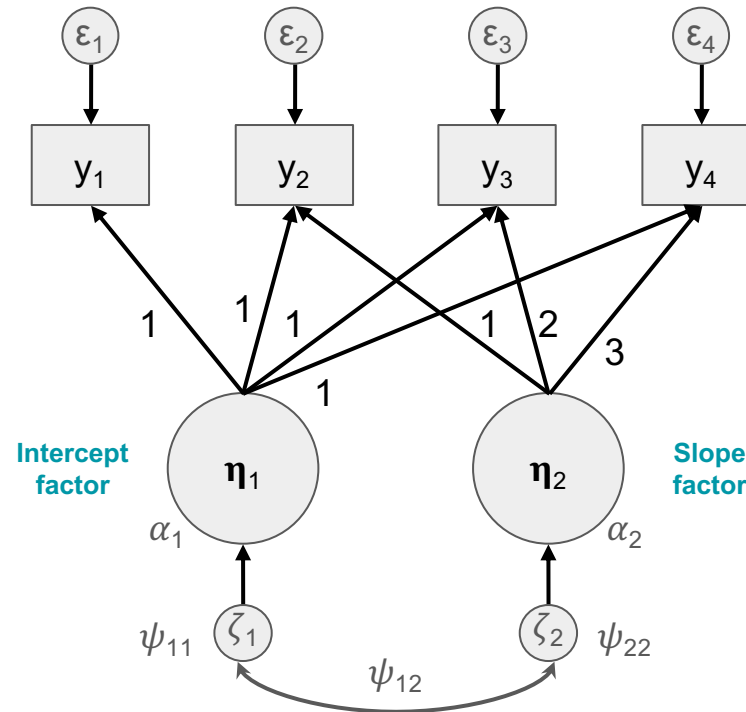 ε₁ ε₂ ε₃ ε₄
y₁ y₂ y₃ y₄
1 1 1 1 1 2 3
Intercept
factor
η₁
α₁
η₂
α₂
Slope
factor
ψ₁₁ ζ₁ ζ₂ ψ₂₂
ψ₁₂